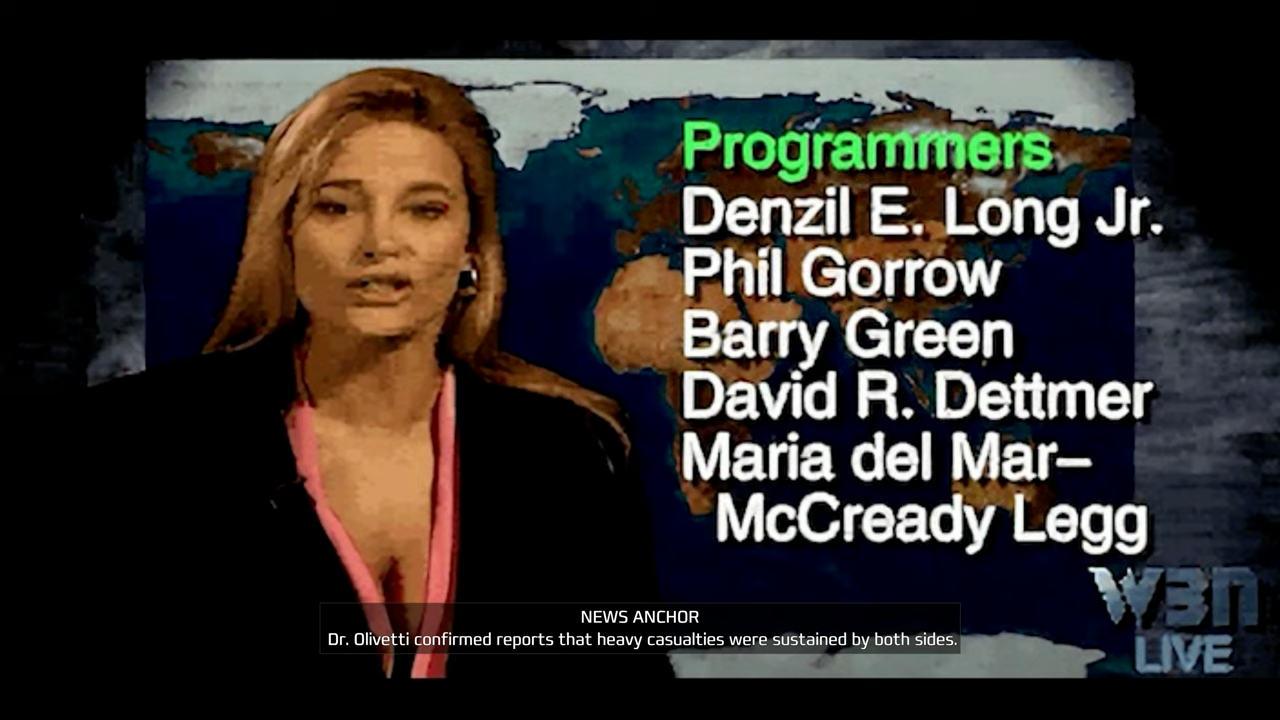 Programmers
Denzil E. Long Jr.
Phil Gorrow
Barry Green
David R. Dettmer
Maria del Mar–
McCready Legg
W3N
LIVE
NEWS ANCHOR
Dr. Olivetti confirmed reports that heavy casualties were sustained by both sides.